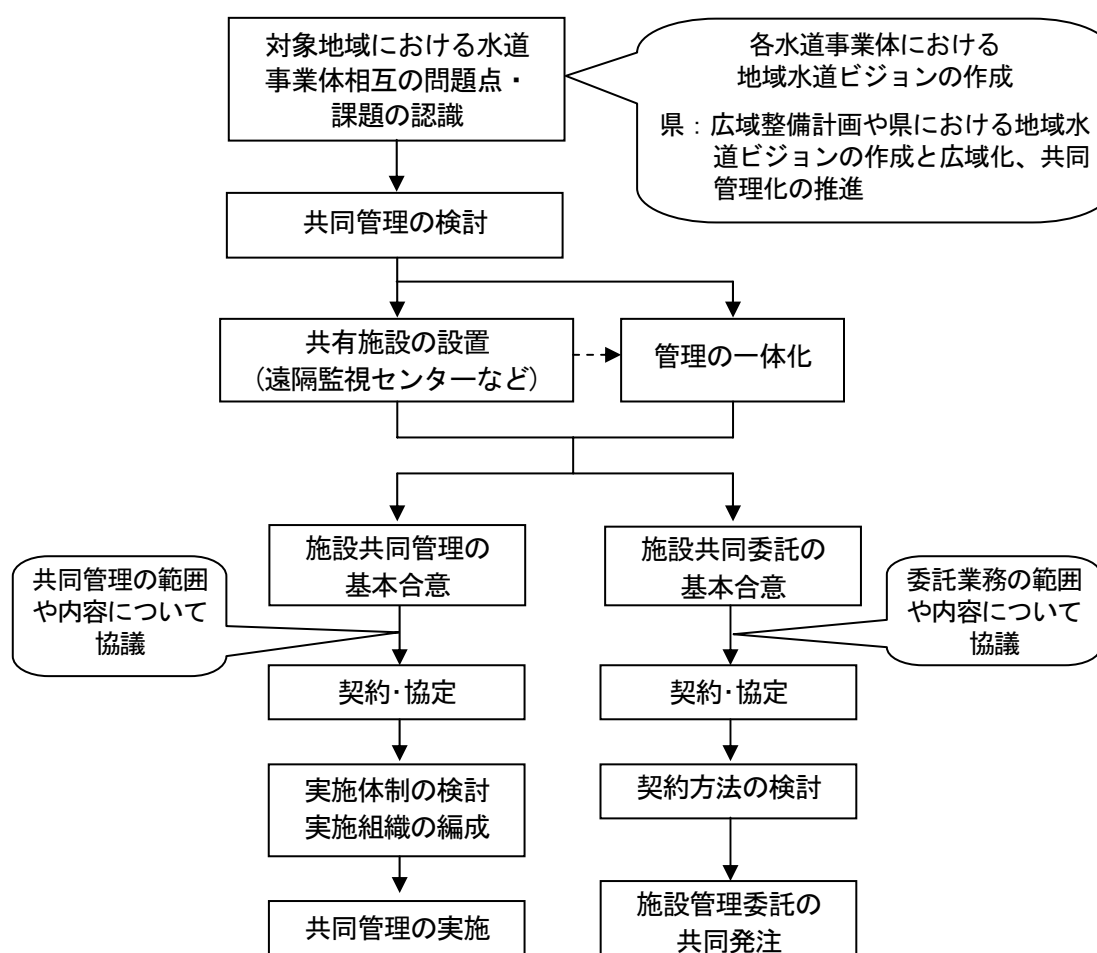 対象地域における水道
事業体相互の問題点・
課題の認識
各水道事業体における
地域水道ビジョンの作成
県：広域整備計画や県における地域水
道ビジョンの作成と広域化、共同
管理化の推進
共同管理の検討
共有施設の設置
（遠隔監視センターなど）
管理の一体化
施設共同管理の
基本合意
施設共同委託の
基本合意
共同管理の範囲
や内容について
協議
委託業務の範囲
や内容について
協議
契約・協定
契約・協定
実施体制の検討
実施組織の編成
契約方法の検討
共同管理の実施
施設管理委託の
共同発注